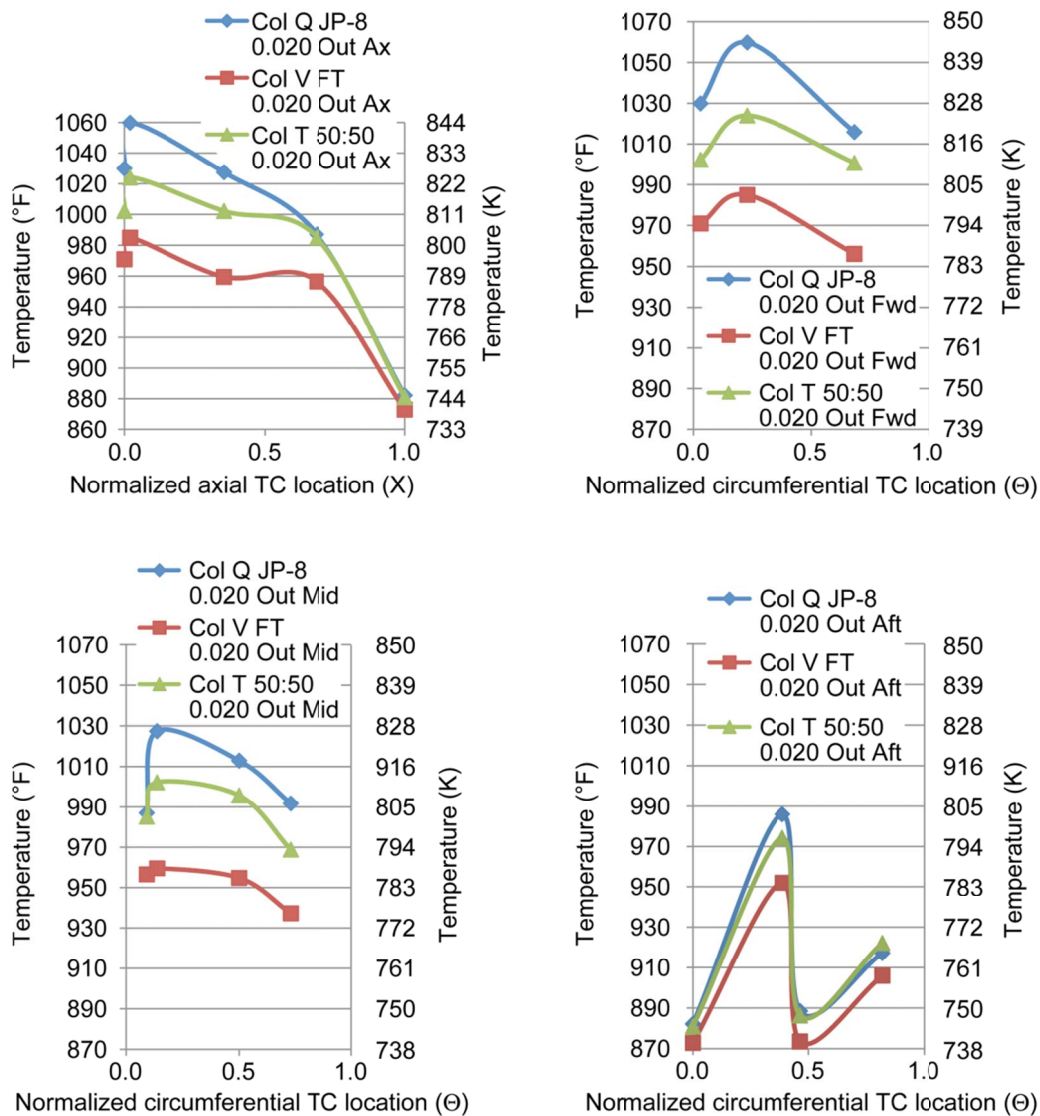 Col Q JP-8
0.020 Out Ax
Col V FT
0.020 Out Ax
Col T 50:50
0.020 Out Ax
1060
1040
1020
1000
980
960
940
920
900
880
860
Temperature (°F)
844
833
822
811
800
789
778
766
755
744
733
Temperature (K)
0.0
0.5
1.0
Normalized axial TC location (X)
1070
1050
1030
1010
990
970
950
930
910
890
870
Temperature (°F)
850
839
828
816
805
794
783
772
761
750
739
Temperature (K)
Col Q JP-8
0.020 Out Fwd
Col V FT
0.020 Out Fwd
Col T 50:50
0.020 Out Fwd
0.0
0.5
1.0
Normalized circumferential TC location (Θ)
Col Q JP-8
0.020 Out Mid
Col V FT
0.020 Out Mid
Col T 50:50
0.020 Out Mid
1070
1050
1030
1010
990
970
950
930
910
890
870
Temperature (°F)
850
839
828
916
805
794
783
772
761
750
738
Temperature (K)
0.0
0.5
1.0
Normalized circumferential TC location (Θ)
Col Q JP-8
0.020 Out Aft
Col V FT
0.020 Out Aft
Col T 50:50
0.020 Out Aft
1070
1050
1030
1010
990
970
950
930
910
890
870
Temperature (°F)
850
839
828
816
805
794
783
772
761
750
738
Temperature (K)
0.0
0.5
1.0
Normalized circumferential TC location (Θ)